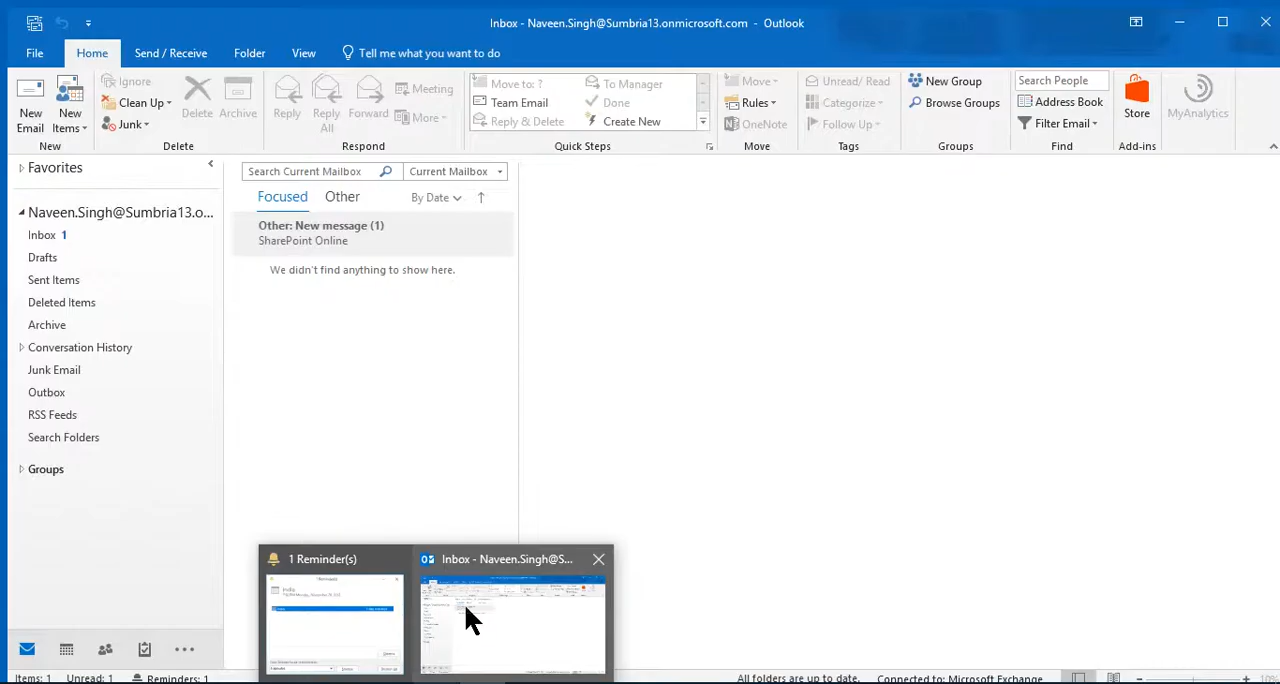 Inbox - Naveen.Singh@Sumbria13.onmicrosoft.com - Outlook
File Home Send / Receive Folder View Tell me what you want to do
New Email
New Items
New
Ignore
Clean Up
Junk
Delete
Archive
Delete
Reply
Reply All
Forward
Meeting
More
Respond
Move to: ?
Team Email
Reply & Delete
To Manager
Done
Create New
Quick Steps
Move
Rules
OneNote
Move
Unread/ Read
Categorize
Follow Up
Tags
New Group
Browse Groups
Groups
Search People
Address Book
Filter Email
Find
Store
Add-ins
MyAnalytics
Favorites
Naveen.Singh@Sumbria13.o...
Inbox 1
Drafts
Sent Items
Deleted Items
Archive
Conversation History
Junk Email
Outbox
RSS Feeds
Search Folders
Groups
Search Current Mailbox Current Mailbox
Focused Other By Date
Other: New message (1)
SharePoint Online
We didn't find anything to show here.
1 Reminder(s)
Inbox - Naveen.Singh@S...
Items: 1 Unread: 1 Reminders: 1 All folders are up to date. Connected to: Microsoft Exchange 10%